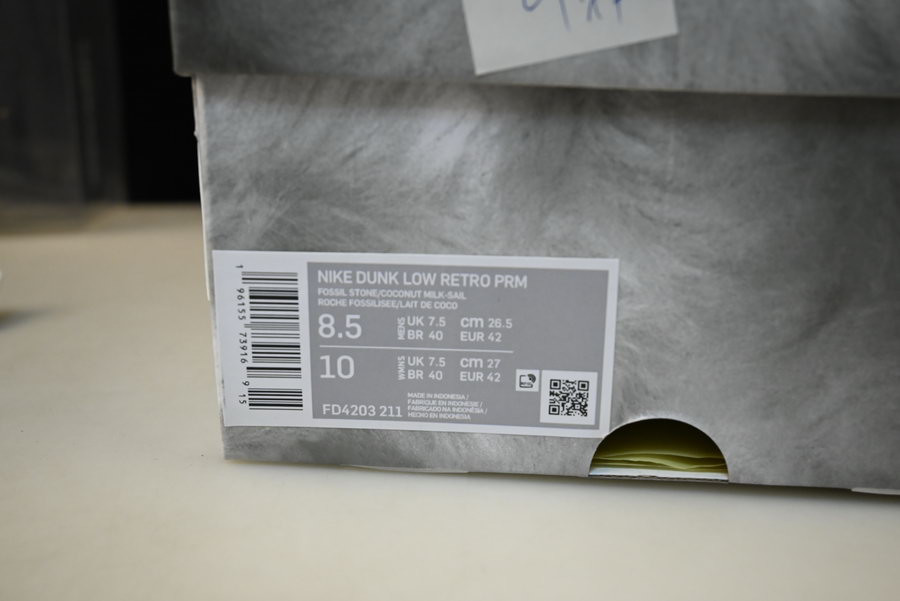 NIKE DUNK LOW RETRO PRM
FOSSIL STONE/COCONUT MILK-SAIL
ROCHE FOSSILISEE/LAIT DE COCO
8.5 MENS UK 7.5 cm 26.5
BR 40 EUR 42
10 WMNS UK 7.5 cm 27
BR 40 EUR 42
FD4203 211
MADE IN INDONESIA /
FABRIQUE EN INDONESIE /
FABRICADO NA INDONÉSIA /
HECHO EN INDONESIA
1 96155 73916 9 15